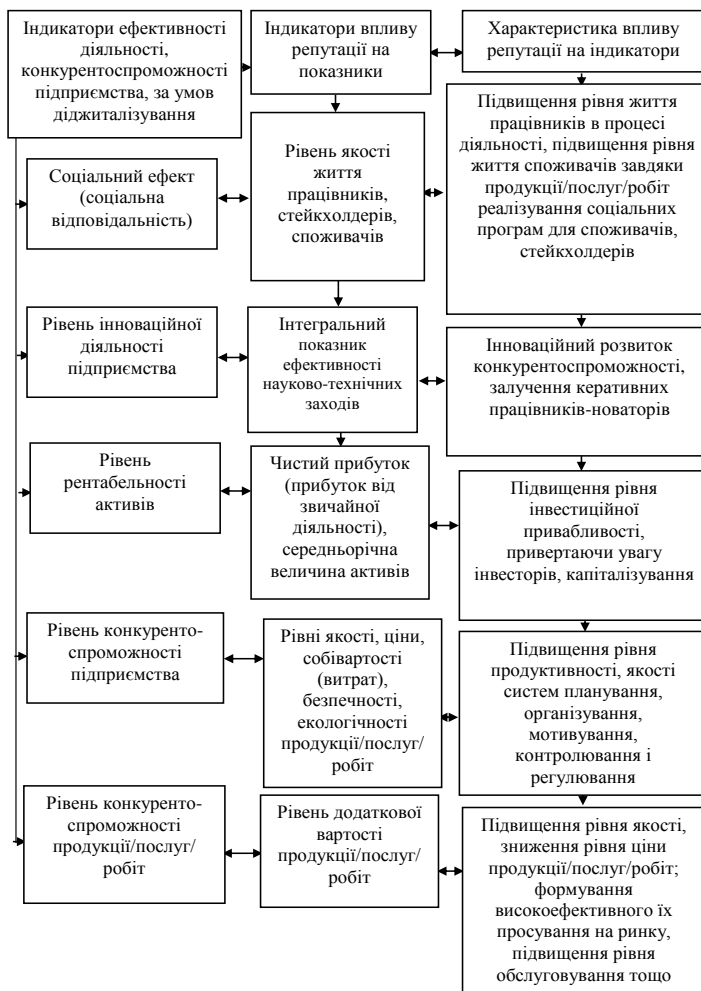 Індикатори ефективності
діяльності,
конкурентоспроможності
підприємства, за умов
діджиталізування
Індикатори впливу
репутації на
показники
Характеристика впливу
репутації на індикатори
Соціальний ефект
(соціальна
відповідальність)
Рівень якості
життя
працівників,
стейкхолдерів,
споживачів
Підвищення рівня життя
працівників в процесі
діяльності, підвищення рівня
життя споживачів завдяки
продукції/послуг/робіт
реалізування соціальних
програм для споживачів,
стейкхолдерів
Рівень інноваційної
діяльності
підприємства
Інтегральний
показник
ефективності
науково-технічних
заходів
Інноваційний розвиток
конкурентоспроможності,
залучення керативних
працівників-новаторів
Рівень
рентабельності
активів
Чистий прибуток
(прибуток від
звичайної
діяльності),
середньорічна
величина активів
Підвищення рівня
інвестиційної
привабливості,
привертаючи увагу
інвесторів, капіталізування
Рівень конкуренто-
спроможності
підприємства
Рівні якості, ціни,
собівартості
(витрат),
безпечності,
екологічності
продукції/послуг/
робіт
Підвищення рівня
продуктивності, якості
систем планування,
організування,
мотивування,
контролювання і
регулювання
Рівень конкуренто-
спроможності
продукції/послуг/
робіт
Рівень додаткової
вартості
продукції/послуг/
робіт
Підвищення рівня якості,
зниження рівня ціни
продукції/послуг/робіт;
формування
високоефективного їх
просування на ринку,
підвищення рівня
обслуговування тощо